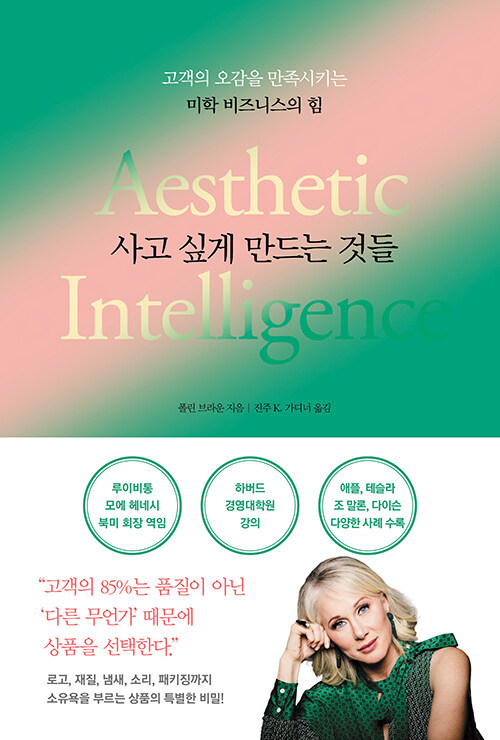 고객의 오감을 만족시키는
미학 비즈니스의 힘
Aesthetic
사고 싶게 만드는 것들
Intelligence
폴린 브라운 지음 | 진주 K. 가디너 옮김
루이비통
모에 헤네시
북미 회장 역임
하버드
경영대학원
강의
애플, 테슬라
조 말론, 다이슨
다양한 사례 수록
“고객의 85%는 품질이 아닌
‘다른 무언가’ 때문에
상품을 선택한다.”
로고, 재질, 냄새, 소리, 패키징까지
소유욕을 부르는 상품의 특별한 비밀!